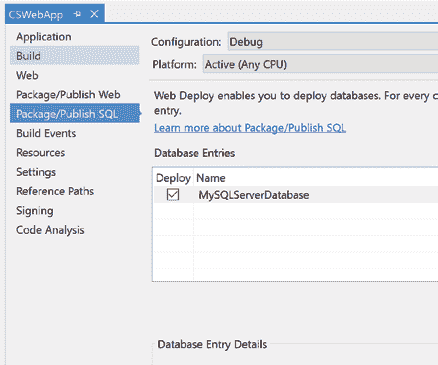 CSWebApp
Application
Build
Web
Package/Publish Web
Package/Publish SQL
Build Events
Resources
Settings
Reference Paths
Signing
Code Analysis
Configuration: Debug
Platform: Active (Any CPU)
Web Deploy enables you to deploy databases. For every c
entry.
Learn more about Package/Publish SQL
Database Entries
Deploy Name
MySQLServerDatabase
Database Entry Details